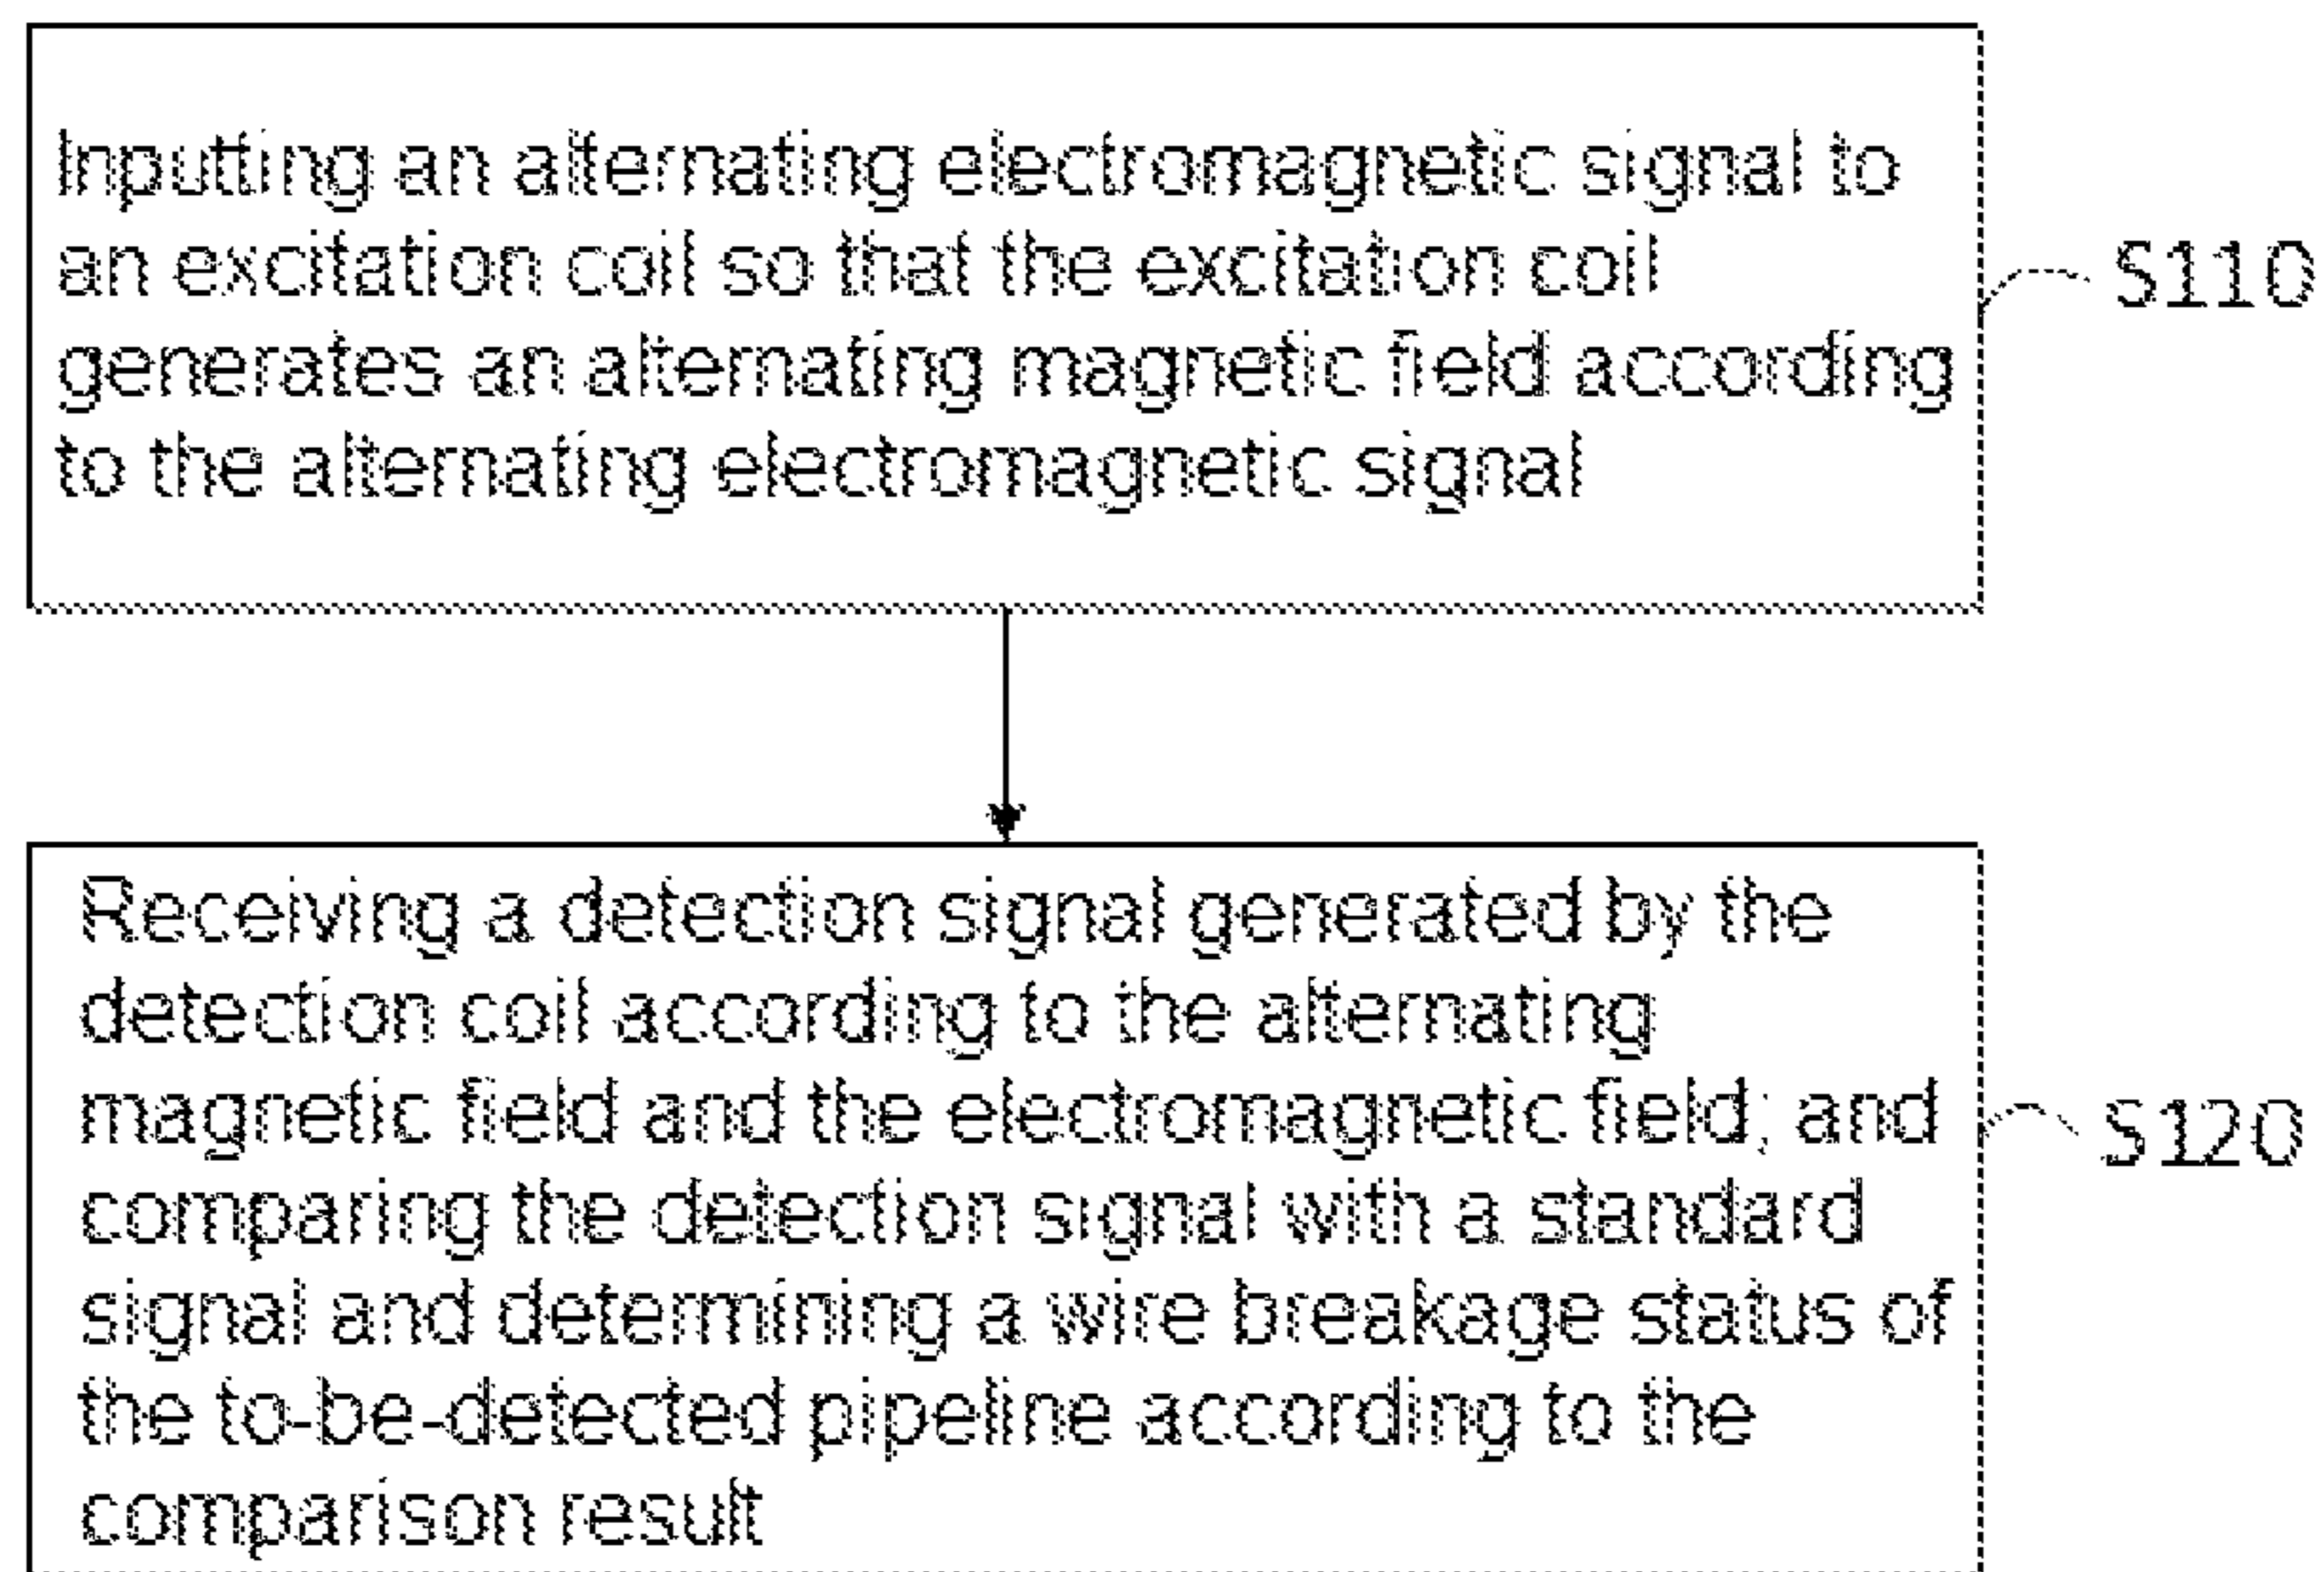 Inputting an alternating electromagnetic signal to
an excitation coil so that the excitation coil
generates an alternating magnetic field according
to the alternating electromagnetic signal
S110
Receiving a detection signal generated by the
detection coil according to the alternating
magnetic field and the electromagnetic field; and
comparing the detection signal with a standard
signal and determining a wire breakage status of
the to-be-detected pipeline according to the
comparison result
S120